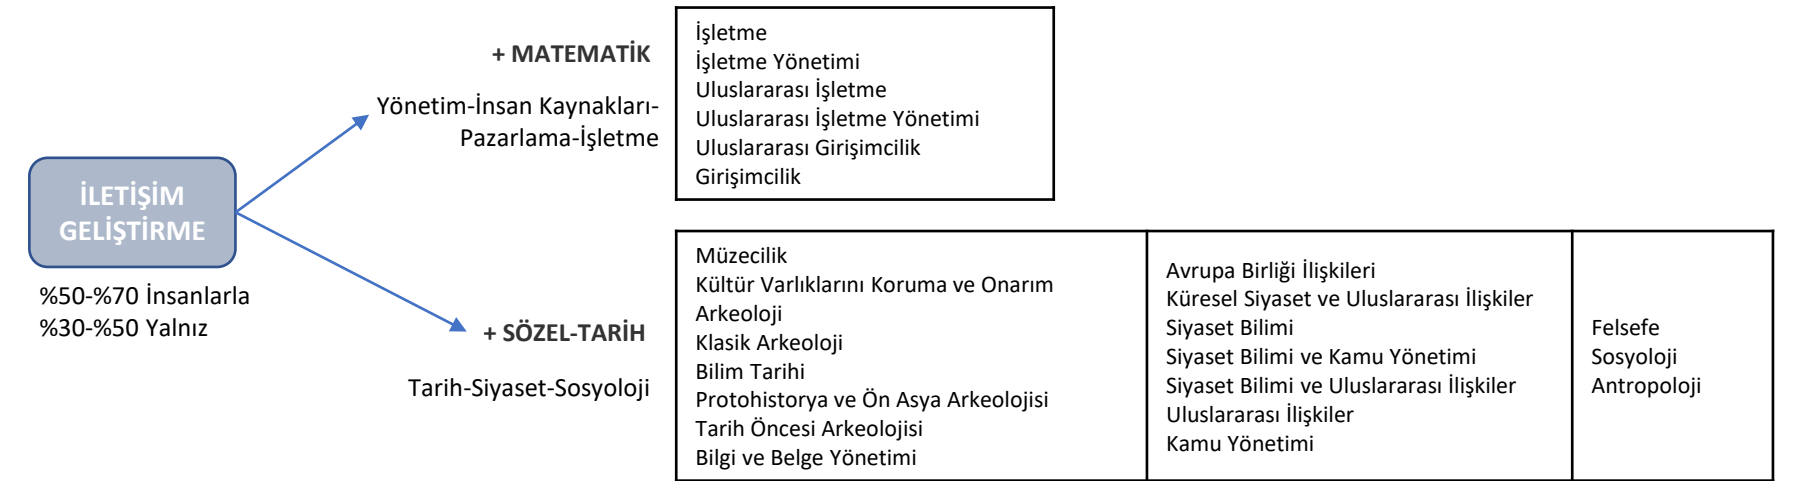 İLETİŞİM
GELİŞTİRME
%50-%70 İnsanlarla
%30-%50 Yalnız
+ MATEMATİK
Yönetim-İnsan Kaynakları-
Pazarlama-İşletme
İşletme
İşletme Yönetimi
Uluslararası İşletme
Uluslararası İşletme Yönetimi
Uluslararası Girişimcilik
Girişimcilik
+ SÖZEL-TARİH
Tarih-Siyaset-Sosyoloji
Müzecilik
Kültür Varlıklarını Koruma ve Onarım
Arkeoloji
Klasik Arkeoloji
Bilim Tarihi
Protohistorya ve Ön Asya Arkeolojisi
Tarih Öncesi Arkeolojisi
Bilgi ve Belge Yönetimi
Avrupa Birliği İlişkileri
Küresel Siyaset ve Uluslararası İlişkiler
Siyaset Bilimi
Siyaset Bilimi ve Kamu Yönetimi
Siyaset Bilimi ve Uluslararası İlişkiler
Uluslararası İlişkiler
Kamu Yönetimi
Felsefe
Sosyoloji
Antropoloji